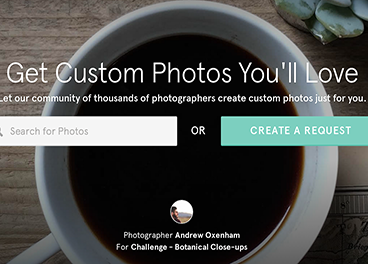 Get Custom Photos You'll Love
Let our community of thousands of photographers create custom photos just for you.
Search for Photos
OR
CREATE A REQUEST
Photographer Andrew Oxenham
For Challenge - Botanical Close-ups